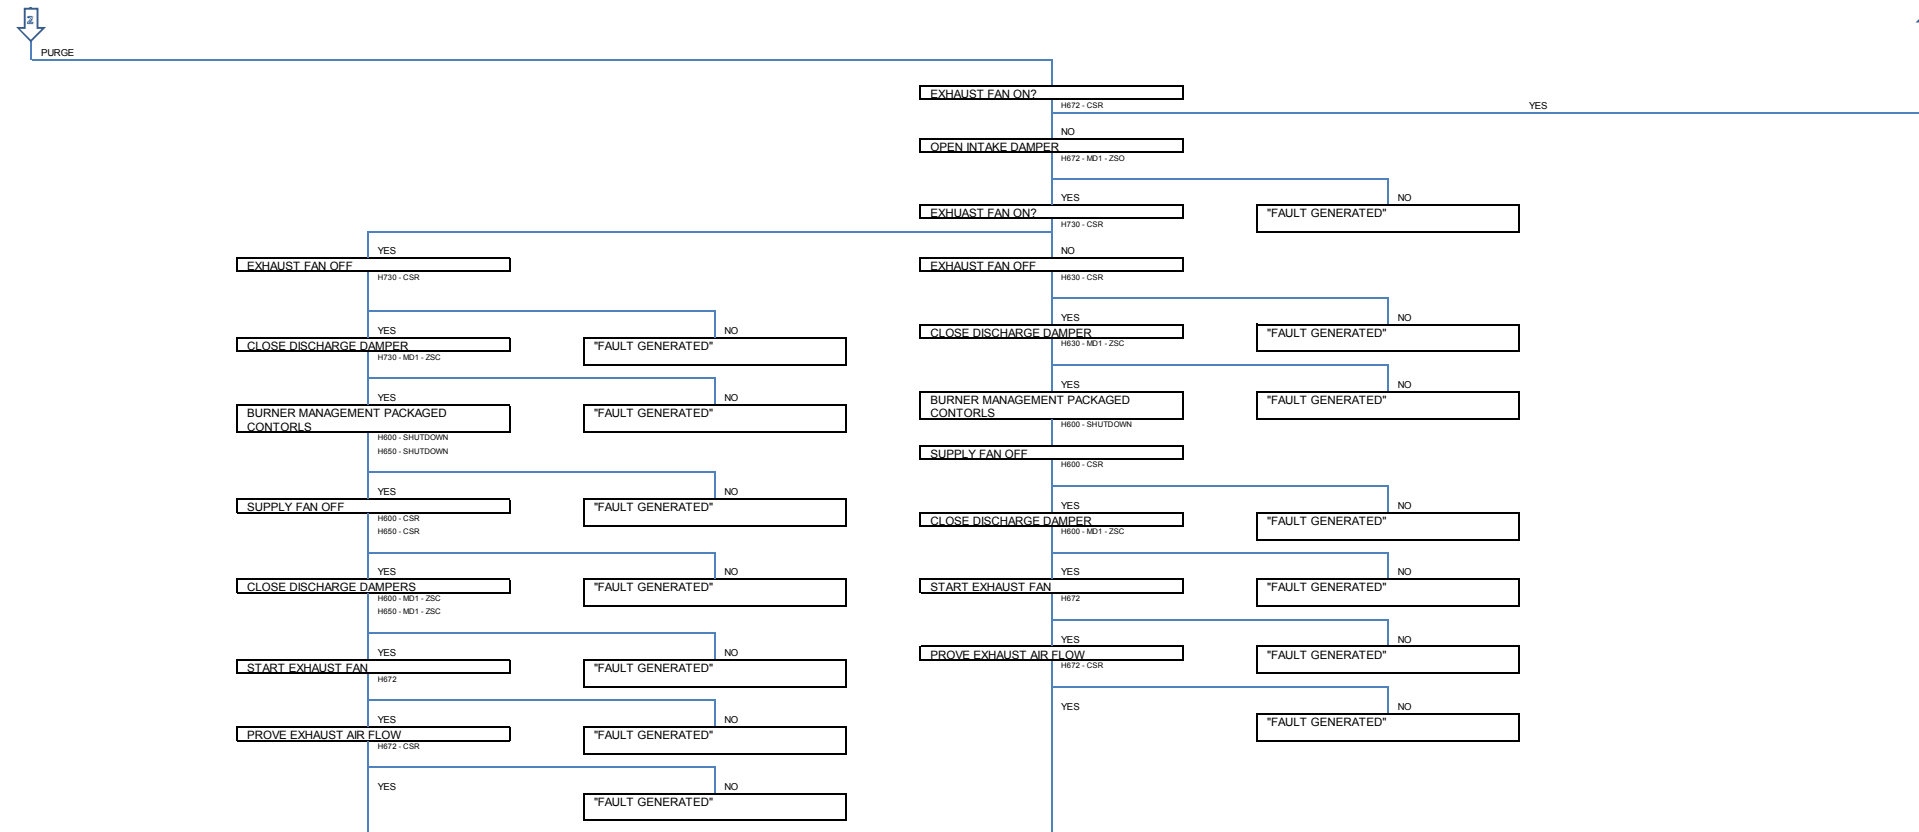 2
PURGE
EXHAUST FAN ON?
H672 - CSR
YES
NO
OPEN INTAKE DAMPER
H672 - MD1 - ZSO
YES
NO
EXHUAST FAN ON?
"FAULT GENERATED"
H730 - CSR
YES
NO
EXHAUST FAN OFF
EXHAUST FAN OFF
H730 - CSR
H630 - CSR
YES
NO
YES
NO
CLOSE DISCHARGE DAMPER
"FAULT GENERATED"
CLOSE DISCHARGE DAMPER
"FAULT GENERATED"
H730 - MD1 - ZSC
H630 - MD1 - ZSC
YES
NO
YES
NO
BURNER MANAGEMENT PACKAGED
CONTORLS
"FAULT GENERATED"
BURNER MANAGEMENT PACKAGED
CONTORLS
"FAULT GENERATED"
H600 - SHUTDOWN
H650 - SHUTDOWN
H600 - SHUTDOWN
SUPPLY FAN OFF
H600 - CSR
YES
NO
YES
NO
SUPPLY FAN OFF
"FAULT GENERATED"
CLOSE DISCHARGE DAMPER
"FAULT GENERATED"
H600 - CSR
H650 - CSR
H600 - MD1 - ZSC
YES
NO
YES
NO
CLOSE DISCHARGE DAMPERS
"FAULT GENERATED"
START EXHAUST FAN
"FAULT GENERATED"
H600 - MD1 - ZSC
H650 - MD1 - ZSC
H672
YES
NO
YES
NO
START EXHAUST FAN
"FAULT GENERATED"
PROVE EXHAUST AIR FLOW
"FAULT GENERATED"
H672
H672 - CSR
YES
NO
YES
NO
PROVE EXHAUST AIR FLOW
"FAULT GENERATED"
"FAULT GENERATED"
H672 - CSR
YES
NO
"FAULT GENERATED"